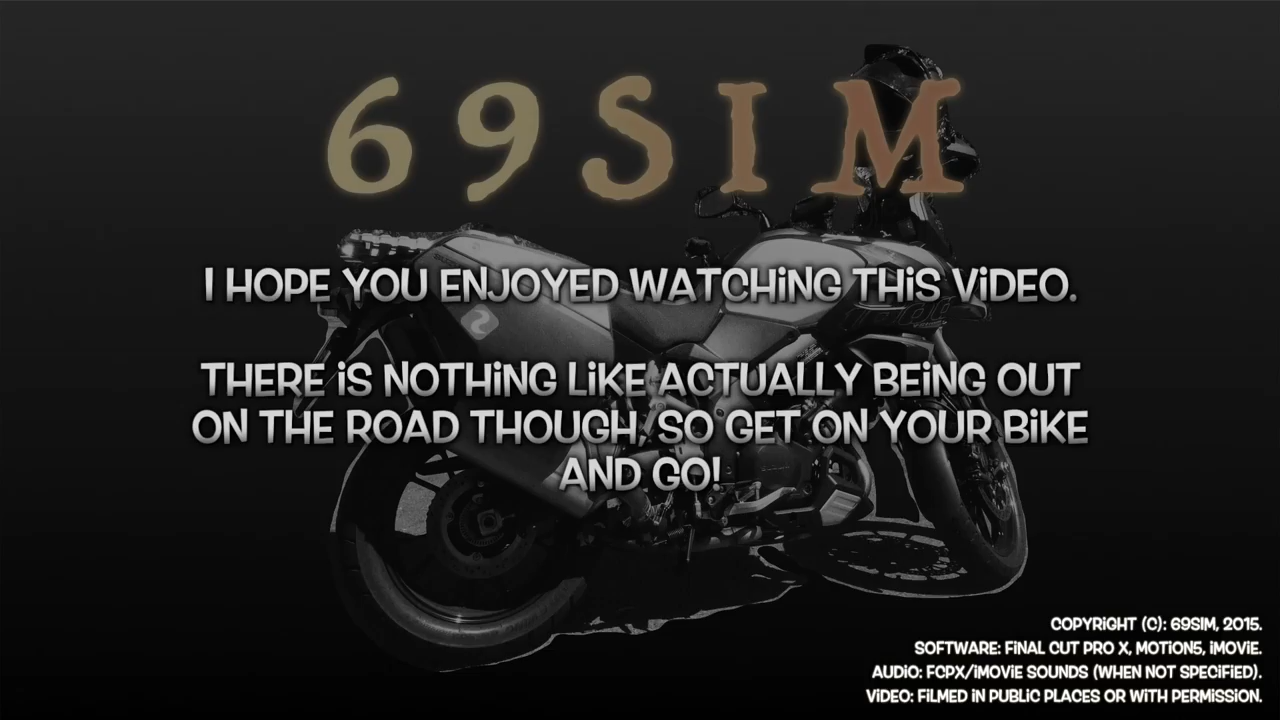 69SIM
I HOPE YOU ENJOYED WATCHiNG THiS ViDEO.
THERE iS NOTHiNG LiKE ACTUALLY BEiNG OUT
ON THE ROAD THOUGH, SO GET ON YOUR BiKE
AND GO!
COPYRiGHT (C): 69SIM, 2015.
SOFTWARE: FiNAL CUT PRO X, MOTiON5, iMOViE.
AUDiO: FCPX/iMOViE SOUNDS (WHEN NOT SPECiFiED).
ViDEO: FiLMED iN PUBLiC PLACES OR WiTH PERMiSSiON.